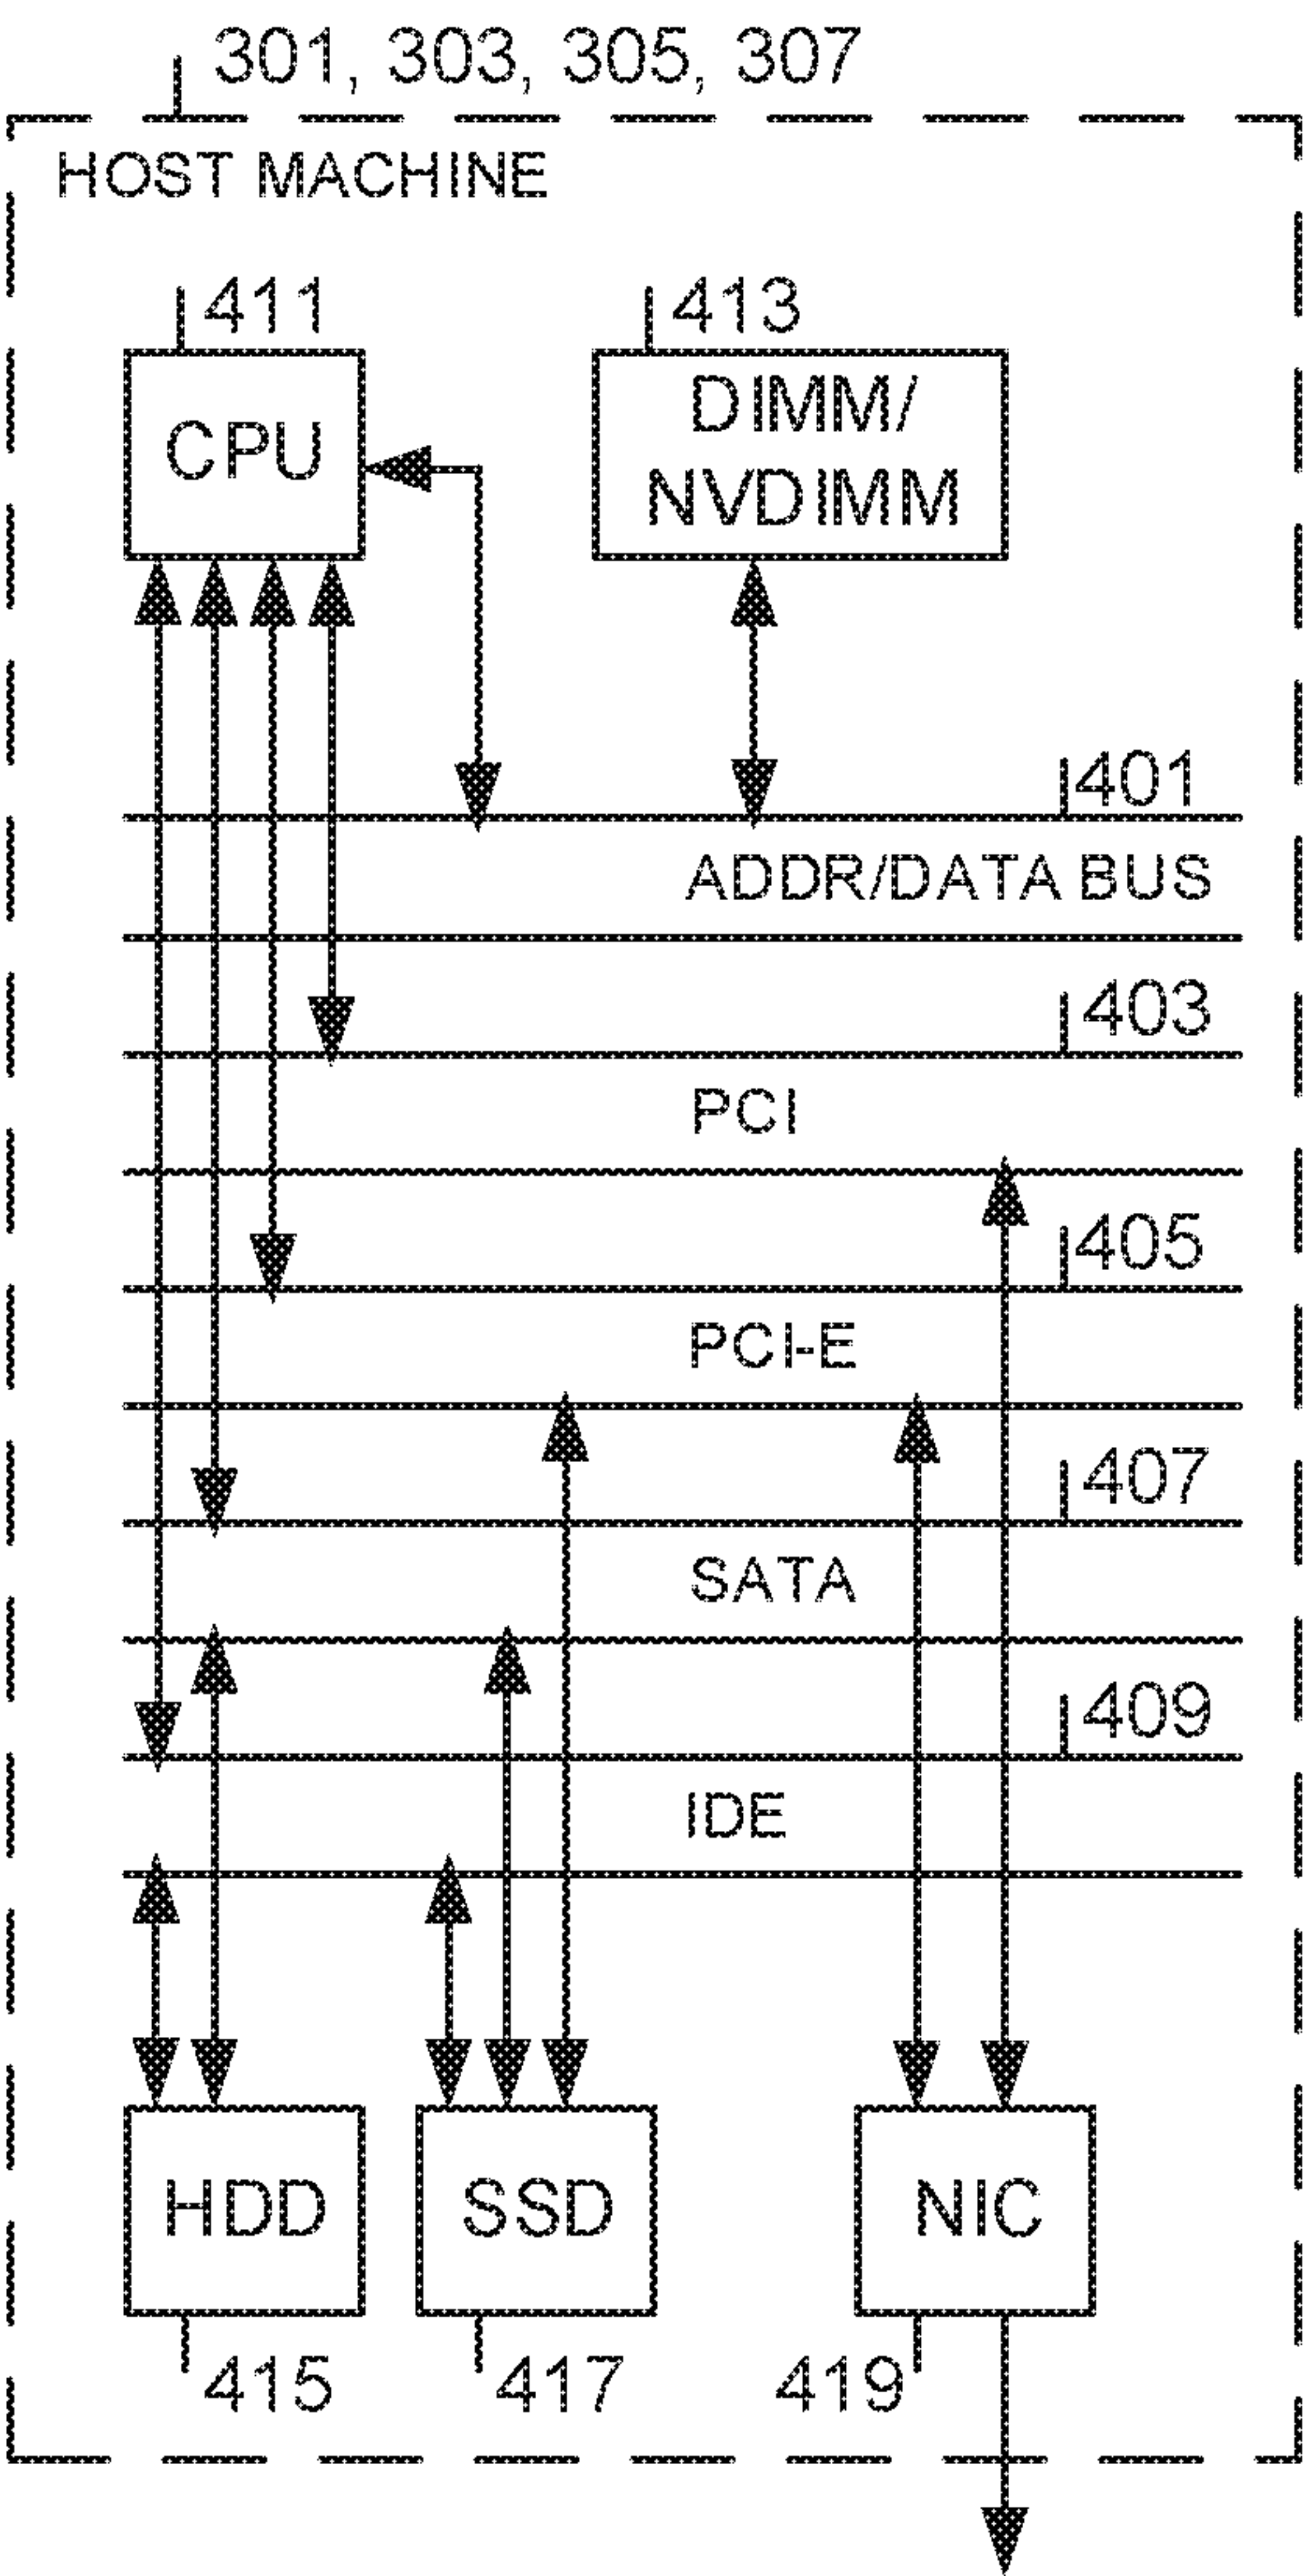 301, 303, 305, 307
HOST MACHINE
411
413
CPU
DIMM/
NVDIMM
401
ADDR/DATA BUS
403
PCI
405
PCI-E
407
SATA
409
IDE
HDD
SSD
NIC
415
417
419